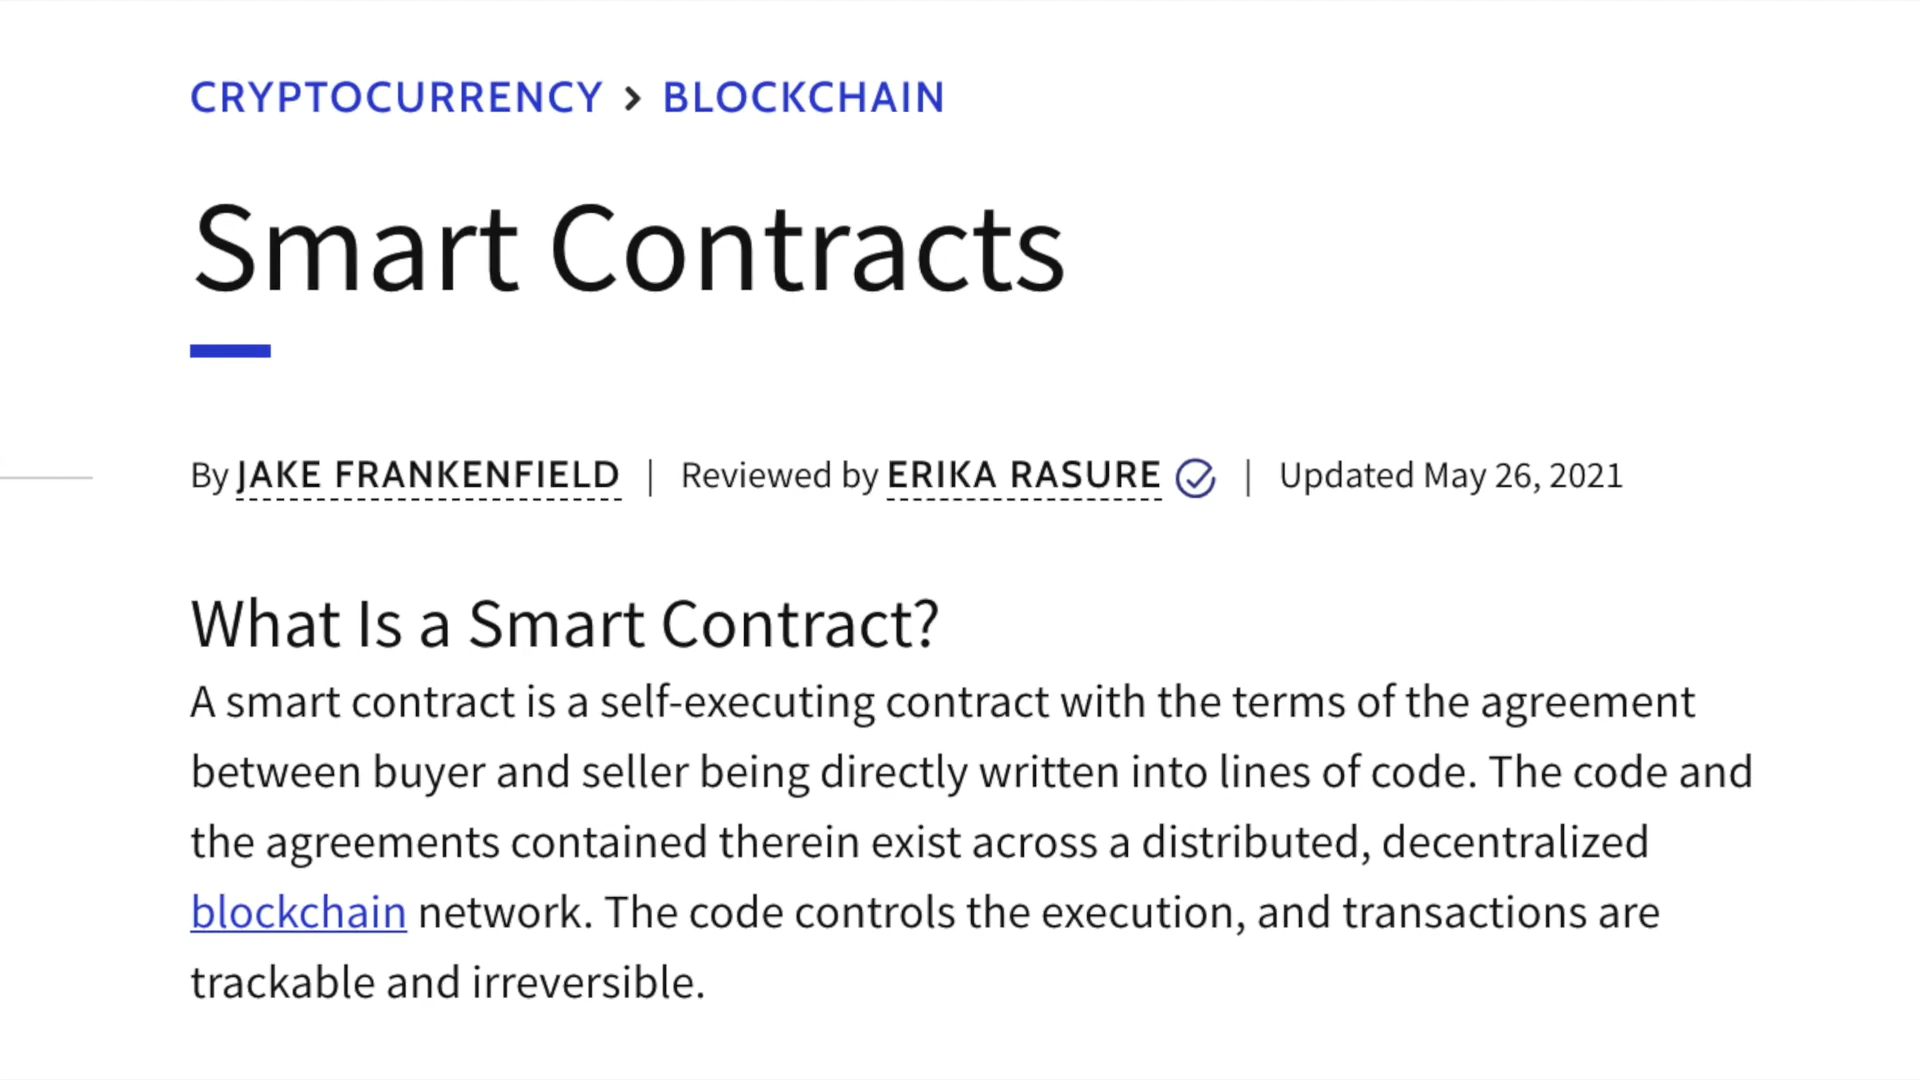 CRYPTOCURRENCY > BLOCKCHAIN
Smart Contracts
By JAKE FRANKENFIELD | Reviewed by ERIKA RASURE | Updated May 26, 2021
What Is a Smart Contract?
A smart contract is a self-executing contract with the terms of the agreement
between buyer and seller being directly written into lines of code. The code and
the agreements contained therein exist across a distributed, decentralized
blockchain network. The code controls the execution, and transactions are
trackable and irreversible.